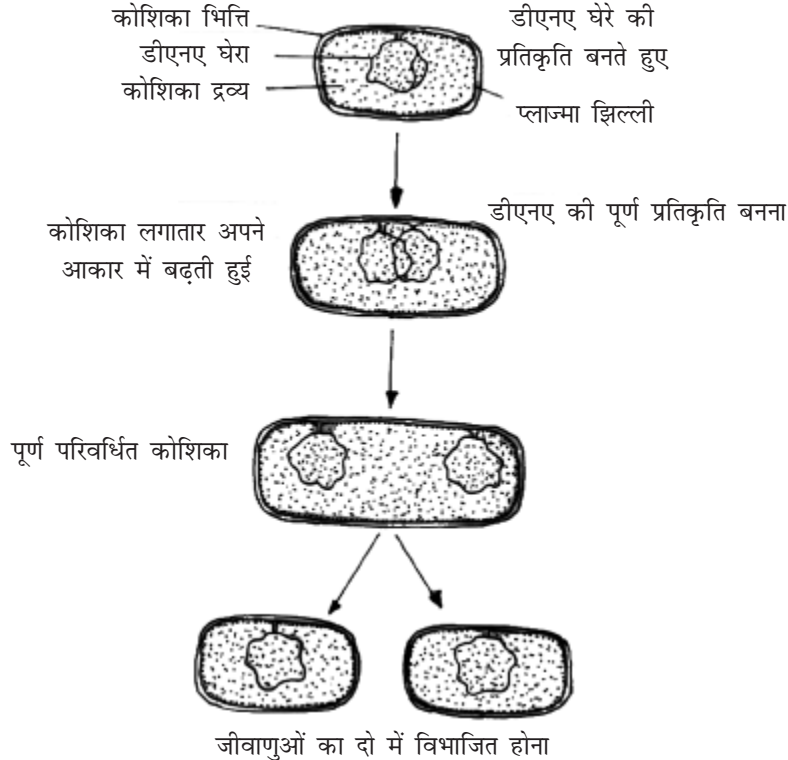 कोशिका भित्ति
डीएनए घेरा
कोशिका द्रव्य
डीएनए घेरे की
प्रतिकृति बनते हुए
प्लाज्मा झिल्ली
कोशिका लगातार अपने
आकार में बढ़ती हुई
डीएनए की पूर्ण प्रतिकृति बनना
पूर्ण परिवर्धित कोशिका
जीवाणुओं का दो में विभाजित होना